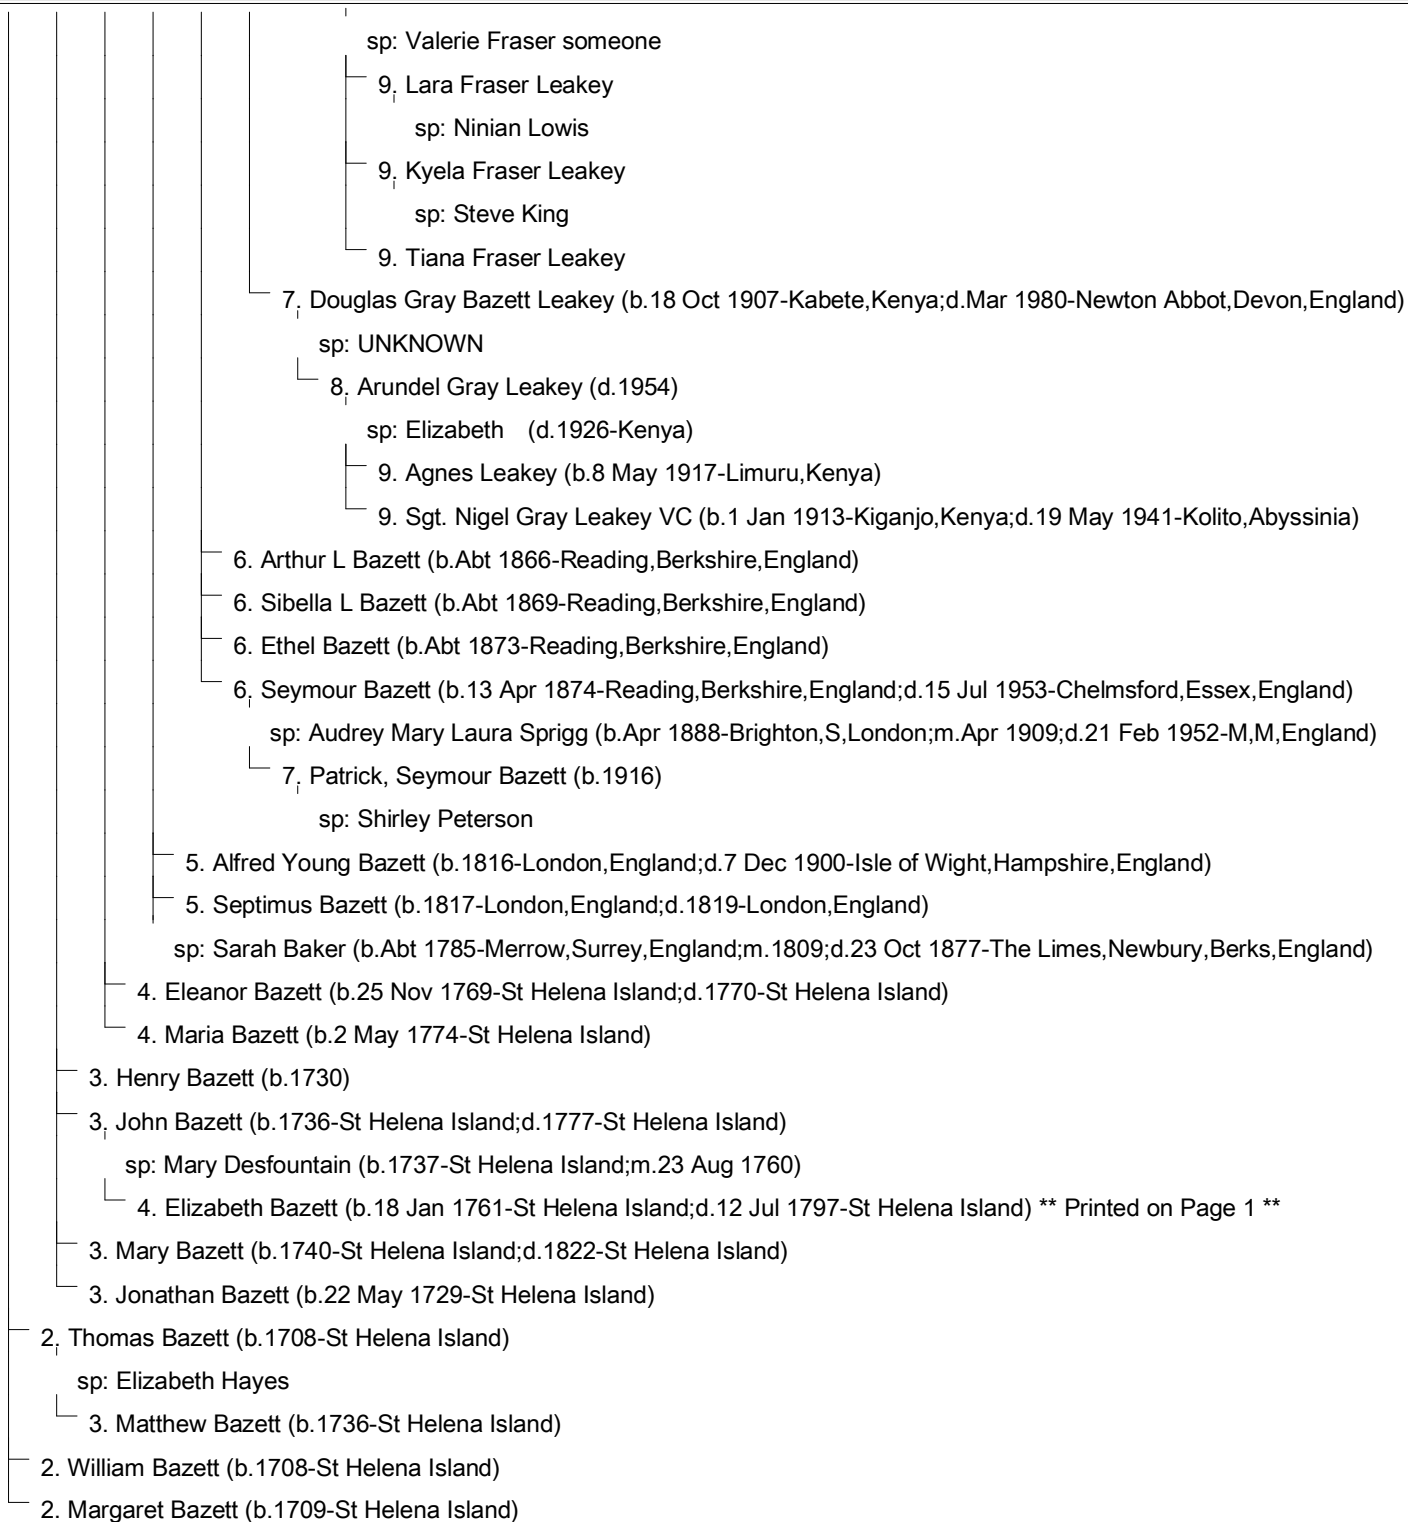 sp: Valerie Fraser someone
9. Lara Fraser Leakey
sp: Ninian Lowis
9. Kyela Fraser Leakey
sp: Steve King
9. Tiana Fraser Leakey
7. Douglas Gray Bazett Leakey (b.18 Oct 1907-Kabete,Kenya;d.Mar 1980-Newton Abbot,Devon,England)
sp: UNKNOWN
8. Arundel Gray Leakey (d.1954)
sp: Elizabeth (d.1926-Kenya)
9. Agnes Leakey (b.8 May 1917-Limuru,Kenya)
9. Sgt. Nigel Gray Leakey VC (b.1 Jan 1913-Kiganjo,Kenya;d.19 May 1941-Kolito,Abyssinia)
6. Arthur L Bazett (b.Abt 1866-Reading,Berkshire,England)
6. Sibella L Bazett (b.Abt 1869-Reading,Berkshire,England)
6. Ethel Bazett (b.Abt 1873-Reading,Berkshire,England)
6. Seymour Bazett (b.13 Apr 1874-Reading,Berkshire,England;d.15 Jul 1953-Chelmsford,Essex,England)
sp: Audrey Mary Laura Sprigg (b.Apr 1888-Brighton,S,London;m.Apr 1909;d.21 Feb 1952-M,M,England)
7. Patrick, Seymour Bazett (b.1916)
sp: Shirley Peterson
5. Alfred Young Bazett (b.1816-London,England;d.7 Dec 1900-Isle of Wight,Hampshire,England)
5. Septimus Bazett (b.1817-London,England;d.1819-London,England)
sp: Sarah Baker (b.Abt 1785-Merrow,Surrey,England;m.1809;d.23 Oct 1877-The Limes,Newbury,Berks,England)
4. Eleanor Bazett (b.25 Nov 1769-St Helena Island;d.1770-St Helena Island)
4. Maria Bazett (b.2 May 1774-St Helena Island)
3. Henry Bazett (b.1730)
3. John Bazett (b.1736-St Helena Island;d.1777-St Helena Island)
sp: Mary Desfountain (b.1737-St Helena Island;m.23 Aug 1760)
4. Elizabeth Bazett (b.18 Jan 1761-St Helena Island;d.12 Jul 1797-St Helena Island) ** Printed on Page 1 **
3. Mary Bazett (b.1740-St Helena Island;d.1822-St Helena Island)
3. Jonathan Bazett (b.22 May 1729-St Helena Island)
2. Thomas Bazett (b.1708-St Helena Island)
sp: Elizabeth Hayes
3. Matthew Bazett (b.1736-St Helena Island)
2. William Bazett (b.1708-St Helena Island)
2. Margaret Bazett (b.1709-St Helena Island)